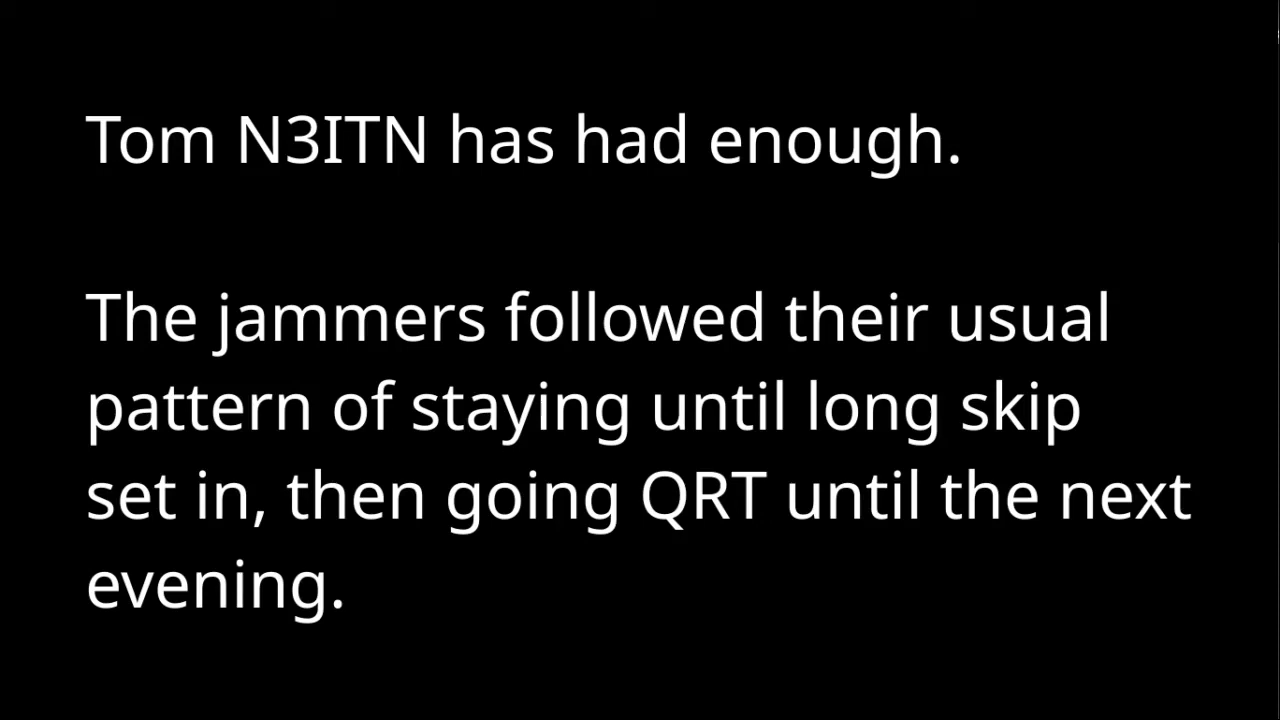 Tom N3ITN has had enough.
The jammers followed their usual
pattern of staying until long skip
set in, then going QRT until the next
evening.